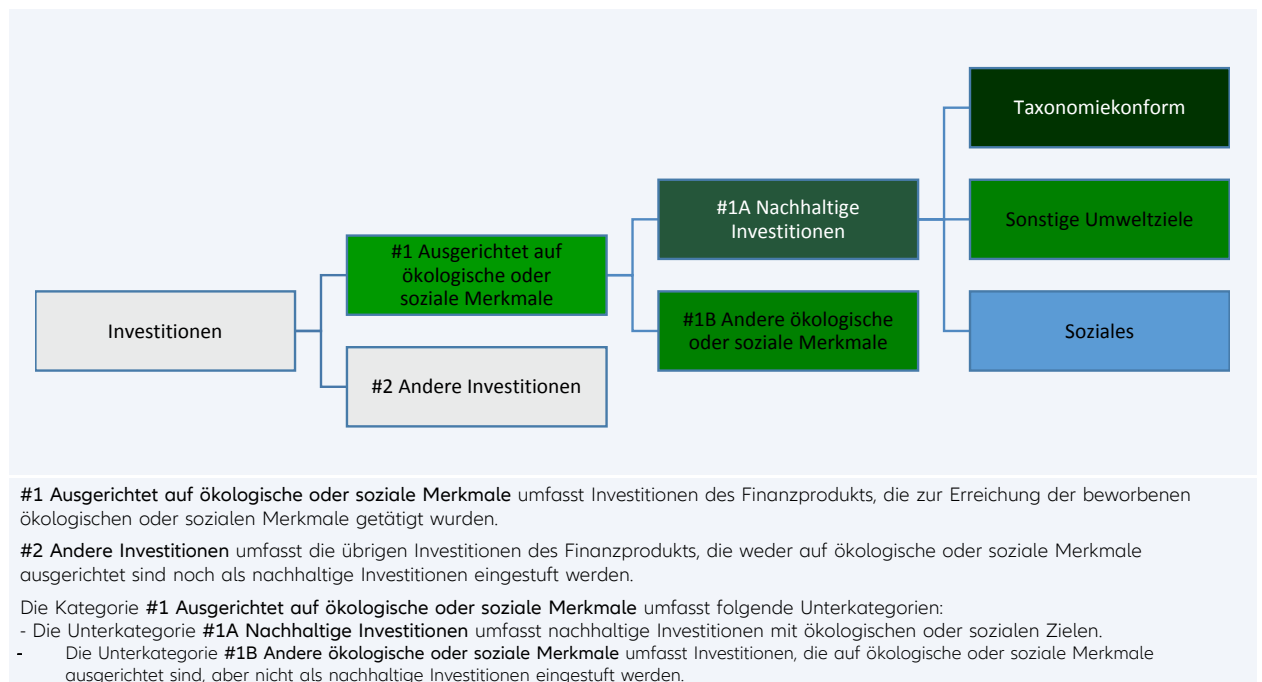 Taxonomiekonform
#1A Nachhaltige
Investitionen
Sonstige Umweltziele
#1 Ausgerichtet auf
ökologische oder
soziale Merkmale
Investitionen
#1B Andere ökologische
oder soziale Merkmale
Soziales
#2 Andere Investitionen
#1 Ausgerichtet auf ökologische oder soziale Merkmale umfasst Investitionen des Finanzprodukts, die zur Erreichung der beworbenen
ökologischen oder sozialen Merkmale getätigt wurden.
#2 Andere Investitionen umfasst die übrigen Investitionen des Finanzprodukts, die weder auf ökologische oder soziale Merkmale
ausgerichtet sind noch als nachhaltige Investitionen eingestuft werden.
Die Kategorie #1 Ausgerichtet auf ökologische oder soziale Merkmale umfasst folgende Unterkategorien:
- Die Unterkategorie #1A Nachhaltige Investitionen umfasst nachhaltige Investitionen mit ökologischen oder sozialen Zielen.
- Die Unterkategorie #1B Andere ökologische oder soziale Merkmale umfasst Investitionen, die auf ökologische oder soziale Merkmale
ausgerichtet sind, aber nicht als nachhaltige Investitionen eingestuft werden.